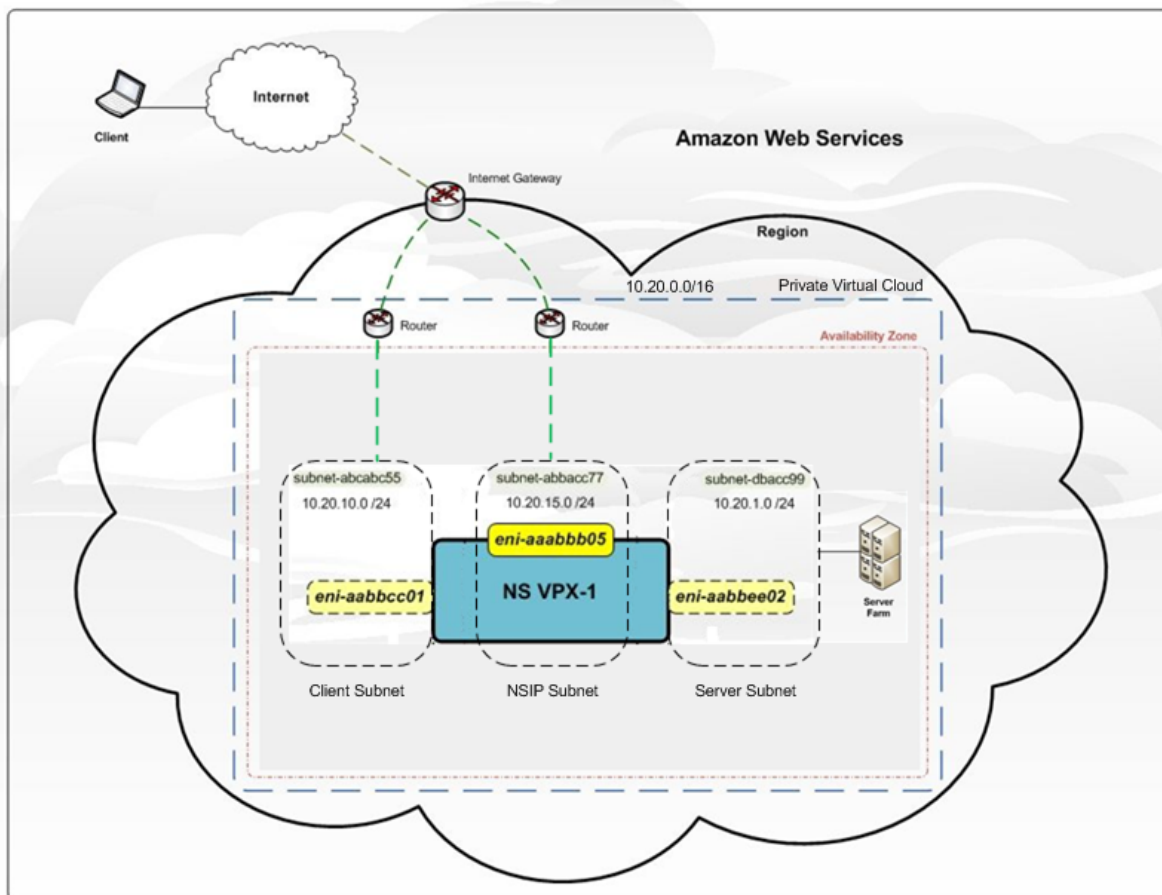 Internet
Client
Amazon Web Services
Internet Gateway
Region
10.20.0.0/16
Private Virtual Cloud
Router
Router
Availability Zone
subnet-abcabc55
10.20.10.0 /24
subnet-abbacc77
10.20.15.0 /24
subnet-dbacc99
10.20.1.0 /24
eni-aaabbb05
eni-aabbcc01
NS VPX-1
eni-aabbee02
Server
Farm
Client Subnet
NSIP Subnet
Server Subnet